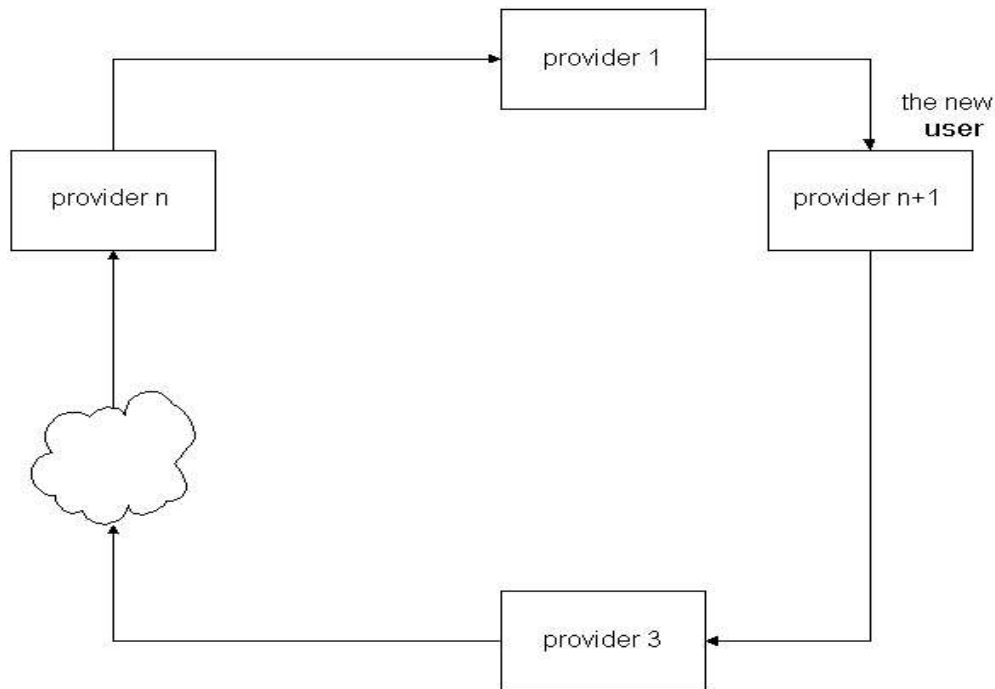 provider 1
the new
user
provider n
provider n+1
provider 3